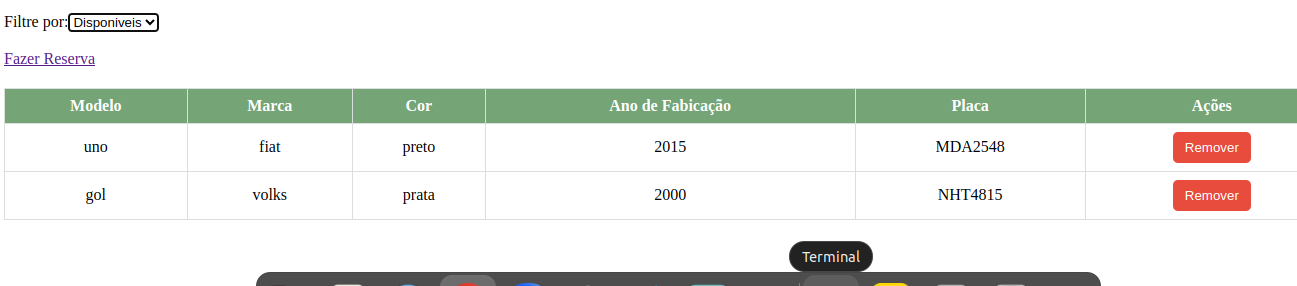 Filtre por: Disponiveis
Fazer Reserva
Modelo Marca Cor Ano de Fabicação Placa Ações
uno fiat preto 2015 MDA2548 Remover
gol volks prata 2000 NHT4815 Remover
Terminal